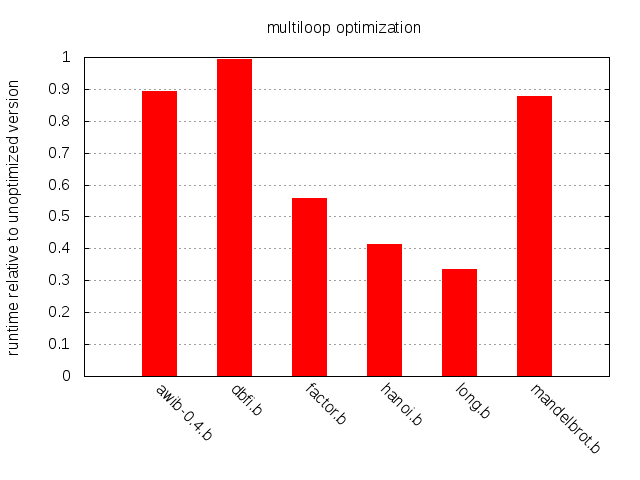 multiloop optimization
runtime relative to unoptimized version
1
0.9
0.8
0.7
0.6
0.5
0.4
0.3
0.2
0.1
0
awib-0.4.b
dbfi.b
factor.b
hanoi.b
long.b
mandelbrot.b